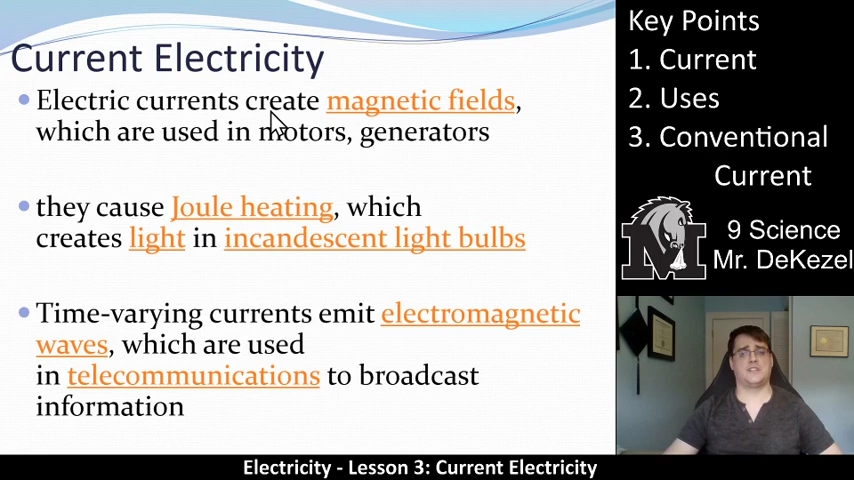 Current Electricity
Electric currents create magnetic fields,
which are used in motors, generators
they cause Joule heating, which
creates light in incandescent light bulbs
Time-varying currents emit electromagnetic
waves, which are used
in telecommunications to broadcast
information
Key Points
1. Current
2. Uses
3. Conventional
Current
M
9 Science
Mr. DeKezel
Electricity - Lesson 3: Current Electricity